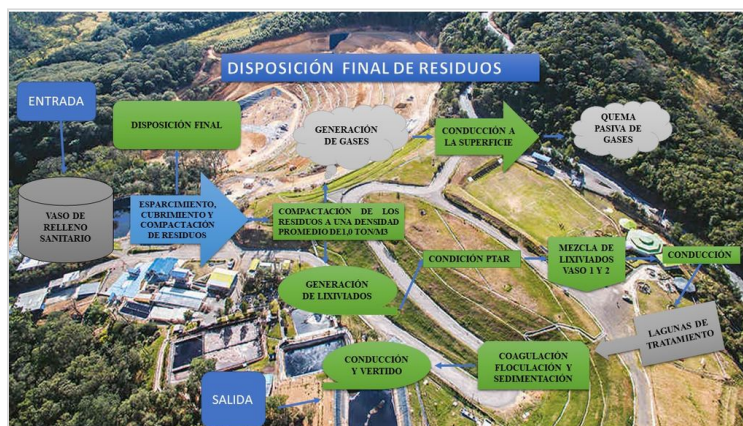 DISPOSICIÓN FINAL DE RESIDUOS
ENTRADA
DISPOSICIÓN FINAL
GENERACIÓN
DE GASES
CONDUCCIÓN A
LA SUPERFICIE
QUEMA
PASIVA DE
GASES
VASO DE
RELLENO
SANITARIO
ESPARCIMIENTO,
CUBRIMIENTO Y
COMPACTACIÓN
DE RESIDUOS
COMPACTACIÓN DE LOS
RESIDUOS A UNA DENSIDAD
PROMEDIO DE1,0 TON/M3
GENERACIÓN
DE LIXIVIADOS
CONDICIÓN PTAR
MEZCLA DE
LIXIVIADOS
VASO 1 Y 2
CONDUCCIÓN
LAGUNAS DE
TRATAMIENTO
COAGULACIÓN
FLOCULACIÓN Y
SEDIMENTACIÓN
CONDUCCIÓN
Y VERTIDO
SALIDA